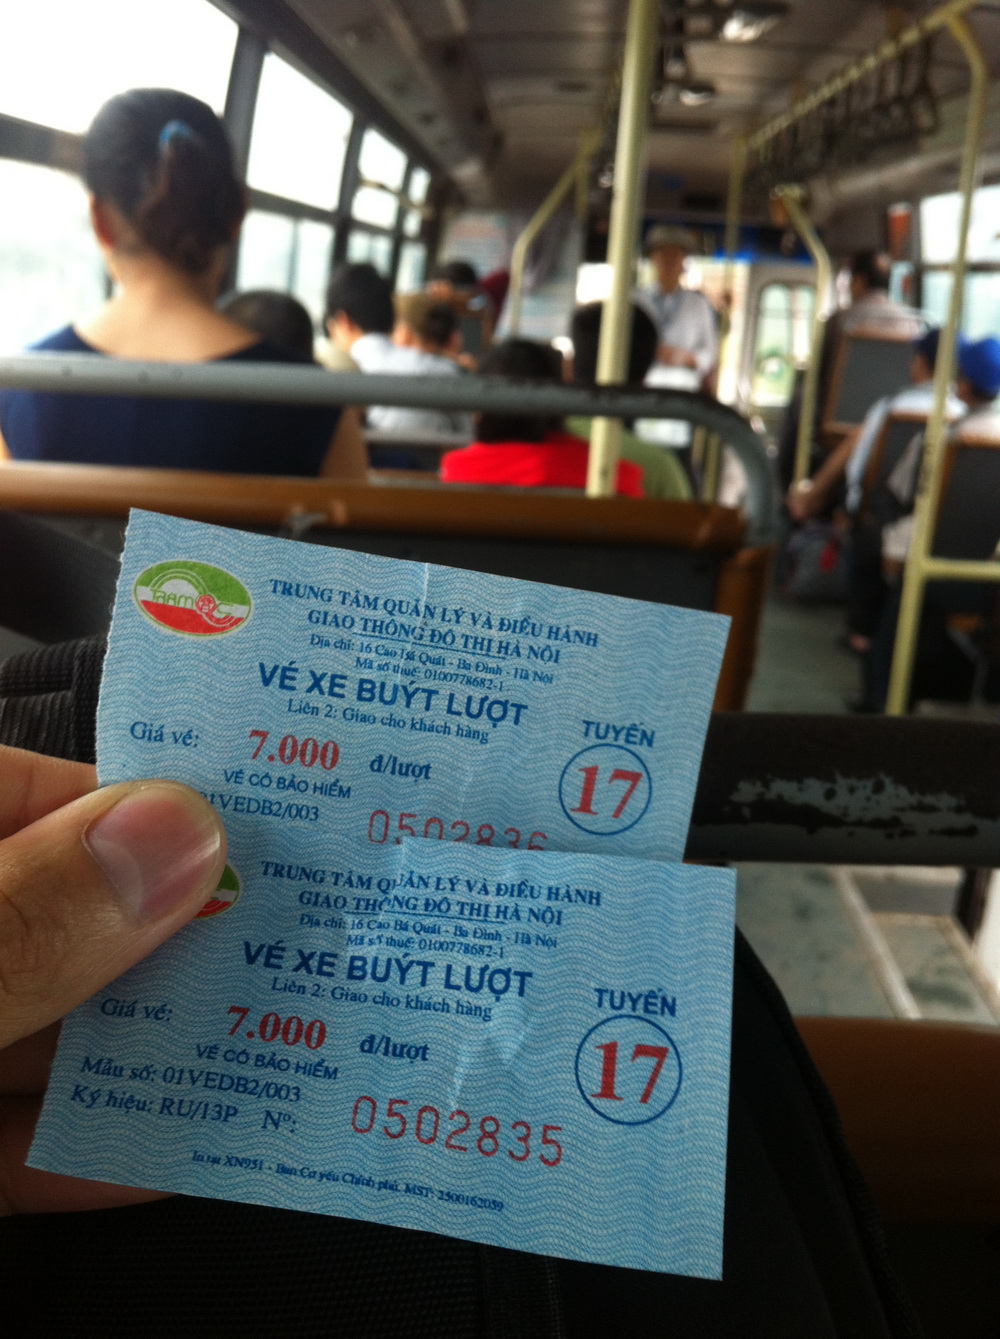 TRAMOC
TRUNG TÂM QUẢN LÝ VÀ ĐIỀU HÀNH
GIAO THÔNG ĐÔ THỊ HÀ NỘI
Địa chỉ: 16 Cao Bá Quát - Ba Đình - Hà Nội
Mã số thuế: 0100778682-1
VÉ XE BUÝT LƯỢT
Liên 2: Giao cho khách hàng
TUYẾN
Giá vé: 7.000 đ/lượt
17
VÉ CÓ BẢO HIỂM
01VEDB2/003
0502836
TRUNG TÂM QUẢN LÝ VÀ ĐIỀU HÀNH
GIAO THÔNG ĐÔ THỊ HÀ NỘI
Địa chỉ: 16 Cao Bá Quát - Ba Đình - Hà Nội
Mã số thuế: 0100778682-1
VÉ XE BUÝT LƯỢT
Liên 2: Giao cho khách hàng
TUYẾN
Giá vé: 7.000 đ/lượt
17
VÉ CÓ BẢO HIỂM
Mẫu số: 01VEDB2/003
Ký hiệu: RU/13P Nº: 0502835
In tại XN951 - Ban Cơ yếu Chính phủ. MST: 2500162059